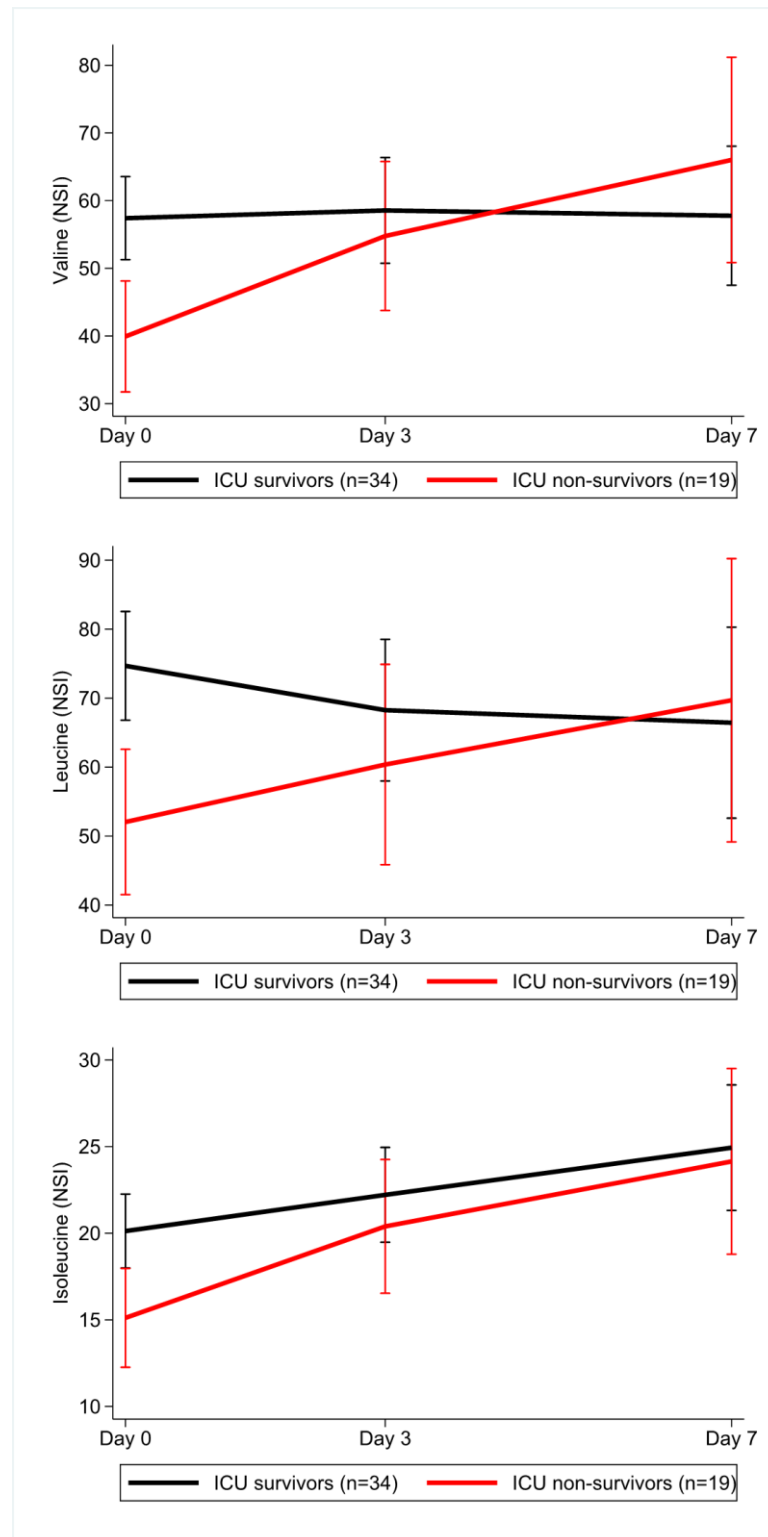 Valine (NSI)
80
70
60
50
40
30
Day 0 Day 3 Day 7
ICU survivors (n=34) ICU non-survivors (n=19)
Leucine (NSI)
90
80
70
60
50
40
Day 0 Day 3 Day 7
ICU survivors (n=34) ICU non-survivors (n=19)
Isoleucine (NSI)
30
25
20
15
10
Day 0 Day 3 Day 7
ICU survivors (n=34) ICU non-survivors (n=19)